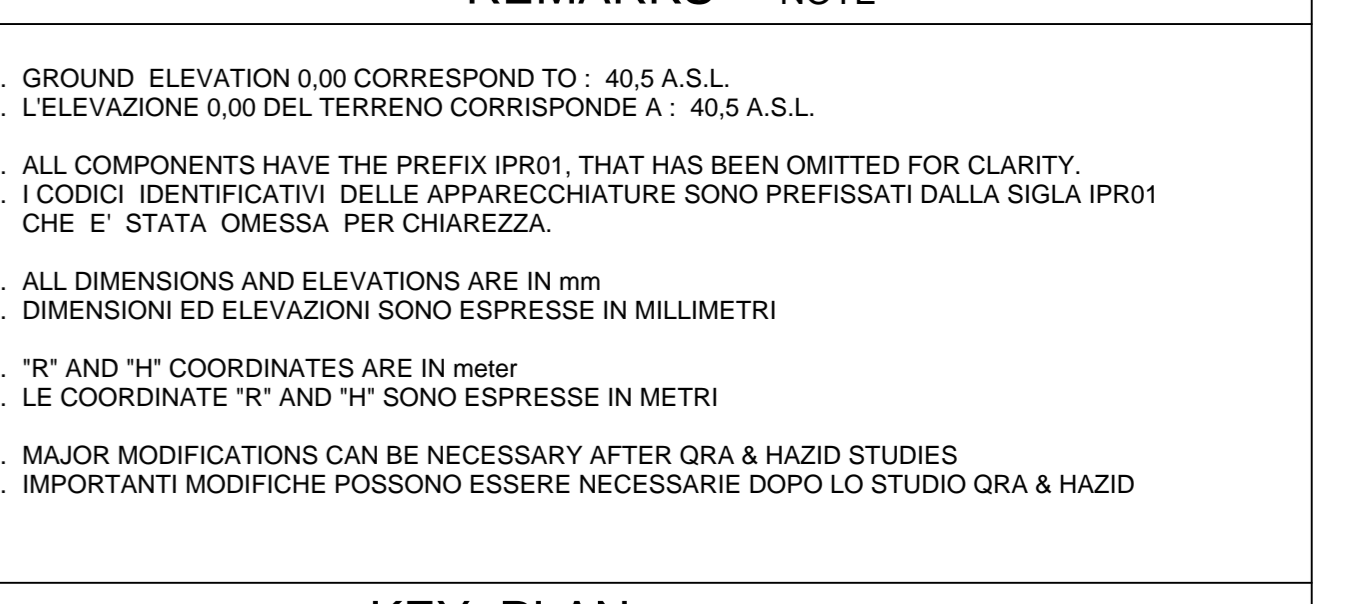 REMARKS NOTE
. GROUND ELEVATION 0,00 CORRESPOND TO : 40,5 A.S.L.
. L'ELEVAZIONE 0,00 DEL TERRENO CORRISPONDE A : 40,5 A.S.L.
. ALL COMPONENTS HAVE THE PREFIX IPR01, THAT HAS BEEN OMITTED FOR CLARITY.
. I CODICI IDENTIFICATIVI DELLE APPARECCHIATURE SONO PREFISSATI DALLA SIGLA IPR01
CHE E' STATA OMESSA PER CHIAREZZA.
. ALL DIMENSIONS AND ELEVATIONS ARE IN mm
. DIMENSIONI ED ELEVAZIONI SONO ESPRESSE IN MILLIMETRI
. "R" AND "H" COORDINATES ARE IN meter
. LE COORDINATE "R" AND "H" SONO ESPRESSE IN METRI
. MAJOR MODIFICATIONS CAN BE NECESSARY AFTER QRA & HAZID STUDIES
. IMPORTANTI MODIFICHE POSSONO ESSERE NECESSARIE DOPO LO STUDIO QRA & HAZID
KEY PLAN